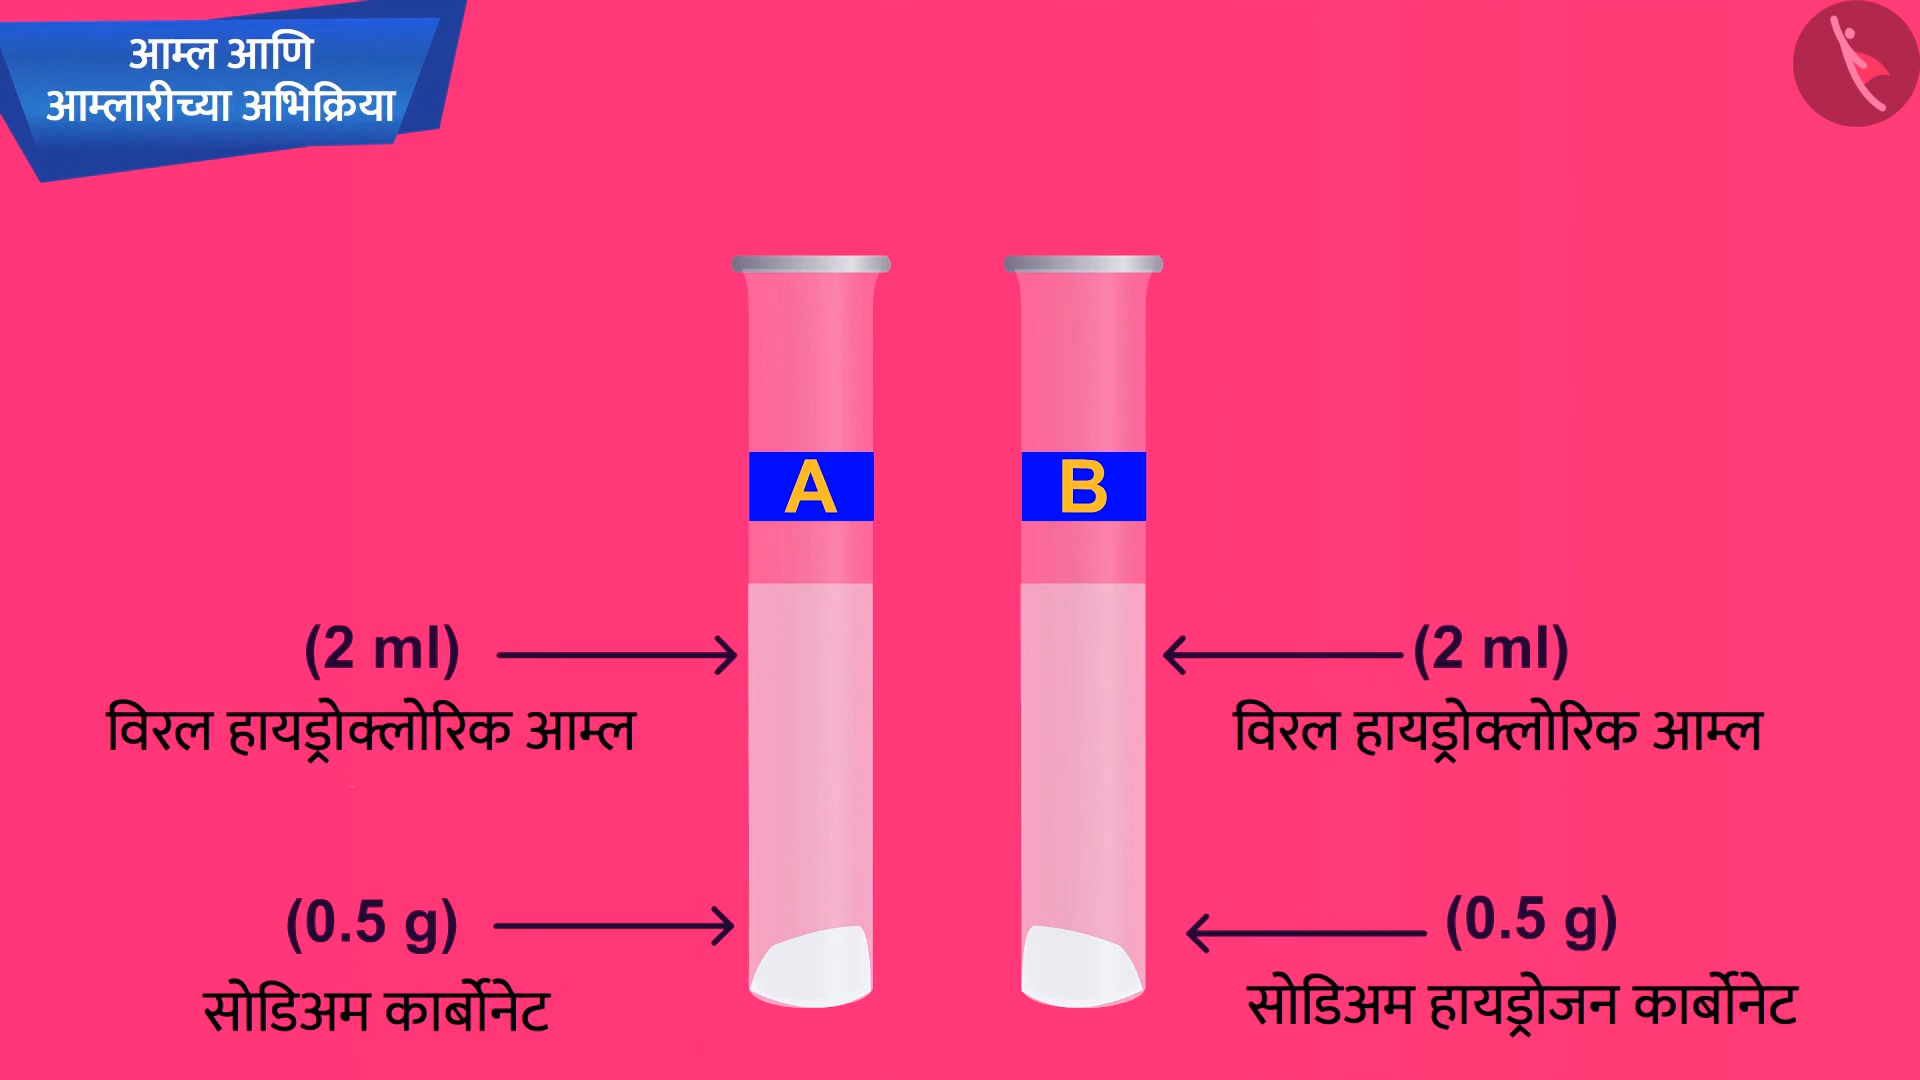 आम्ल आणि
आम्लारीच्या अभिक्रिया
A
B
(2 ml)
विरल हायड्रोक्लोरिक आम्ल
(2 ml)
विरल हायड्रोक्लोरिक आम्ल
(0.5 g)
सोडिअम कार्बोनेट
(0.5 g)
सोडिअम हायड्रोजन कार्बोनेट